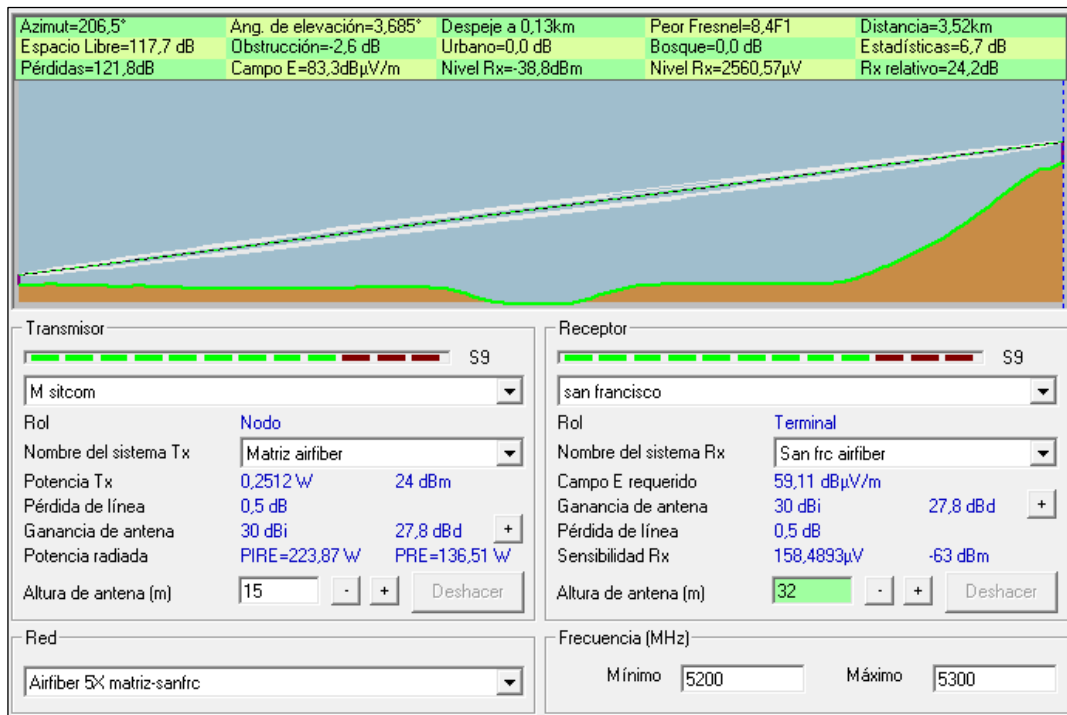 Azimut=206,5° Ang. de elevación=3,685° Despeje a 0,13km Peor Fresnel=8,4F1 Distancia=3,52km
Espacio Libre=117,7 dB Obstrucción=-2,6 dB Urbano=0,0 dB Bosque=0,0 dB Estadísticas=6,7 dB
Pérdidas=121,8dB Campo E=83,3dBµV/m Nivel Rx=-38,8dBm Nivel Rx=2560,57µV Rx relativo=24,2dB
Transmisor
S9
M sitcom
Rol Nodo
Nombre del sistema Tx Matriz airfiber
Potencia Tx 0,2512 W 24 dBm
Pérdida de línea 0,5 dB
Ganancia de antena 30 dBi 27,8 dBd +
Potencia radiada PIRE=223,87 W PRE=136,51 W
Altura de antena (m) 15 - + Deshacer
Receptor
S9
san francisco
Rol Terminal
Nombre del sistema Rx San frc airfiber
Campo E requerido 59,11 dBµV/m
Ganancia de antena 30 dBi 27,8 dBd +
Pérdida de línea 0,5 dB
Sensibilidad Rx 158,4893µV -63 dBm
Altura de antena (m) 32 - + Deshacer
Red
Airfiber 5X matriz-sanfrc
Frecuencia (MHz)
Mínimo 5200 Máximo 5300